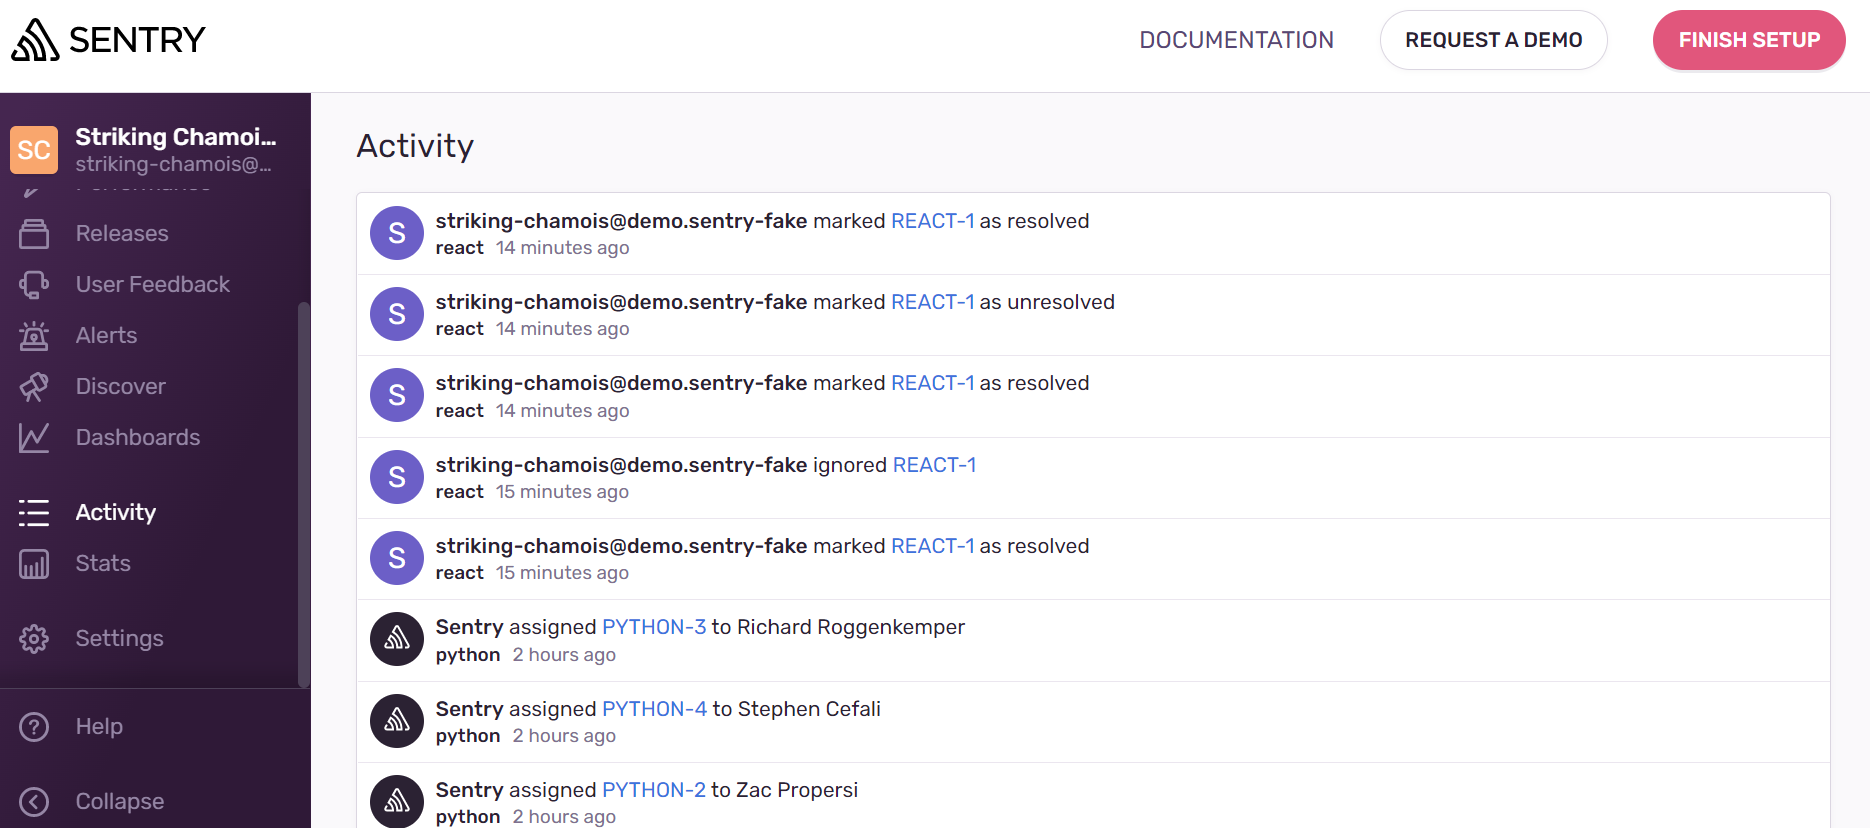 SENTRY
DOCUMENTATION
REQUEST A DEMO
FINISH SETUP
SC
Striking Chamoi...
striking-chamois@...
Releases
User Feedback
Alerts
Discover
Dashboards
Activity
Stats
Settings
Help
Collapse
Activity
S
striking-chamois@demo.sentry-fake marked REACT-1 as resolved
react 14 minutes ago
S
striking-chamois@demo.sentry-fake marked REACT-1 as unresolved
react 14 minutes ago
S
striking-chamois@demo.sentry-fake marked REACT-1 as resolved
react 14 minutes ago
S
striking-chamois@demo.sentry-fake ignored REACT-1
react 15 minutes ago
S
striking-chamois@demo.sentry-fake marked REACT-1 as resolved
react 15 minutes ago
Sentry assigned PYTHON-3 to Richard Roggenkemper
python 2 hours ago
Sentry assigned PYTHON-4 to Stephen Cefali
python 2 hours ago
Sentry assigned PYTHON-2 to Zac Propersi
python 2 hours ago